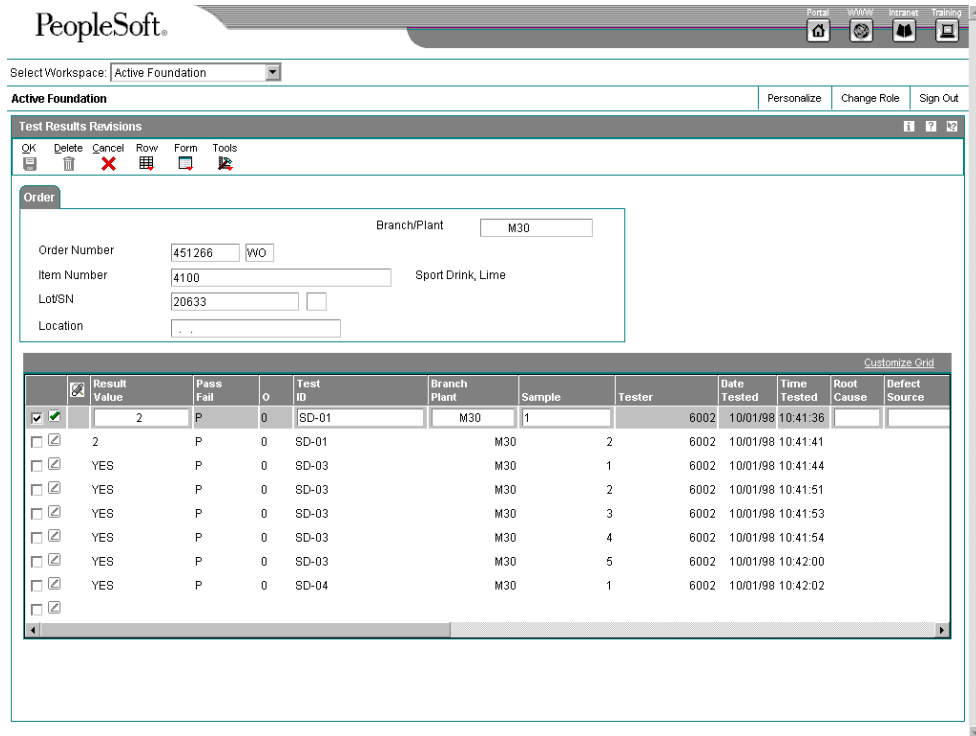 Portal WWW Intranet Training
PeopleSoft®
Select Workspace: Active Foundation
Active Foundation Personalize Change Role Sign Out
Test Results Revisions i ? ?
OK Delete Cancel Row Form Tools
Order
Branch/Plant M30
Order Number 451266 WO
Item Number 4100 Sport Drink, Lime
Lot/SN 20633
Location . .
Customize Grid
Result Value Pass Fail O Test ID Branch Plant Sample Tester Date Tested Time Tested Root Cause Defect Source
2 P 0 SD-01 M30 1 6002 10/01/98 10:41:36
2 P 0 SD-01 M30 2 6002 10/01/98 10:41:41
YES P 0 SD-03 M30 1 6002 10/01/98 10:41:44
YES P 0 SD-03 M30 2 6002 10/01/98 10:41:51
YES P 0 SD-03 M30 3 6002 10/01/98 10:41:53
YES P 0 SD-03 M30 4 6002 10/01/98 10:41:54
YES P 0 SD-03 M30 5 6002 10/01/98 10:42:00
YES P 0 SD-04 M30 1 6002 10/01/98 10:42:02